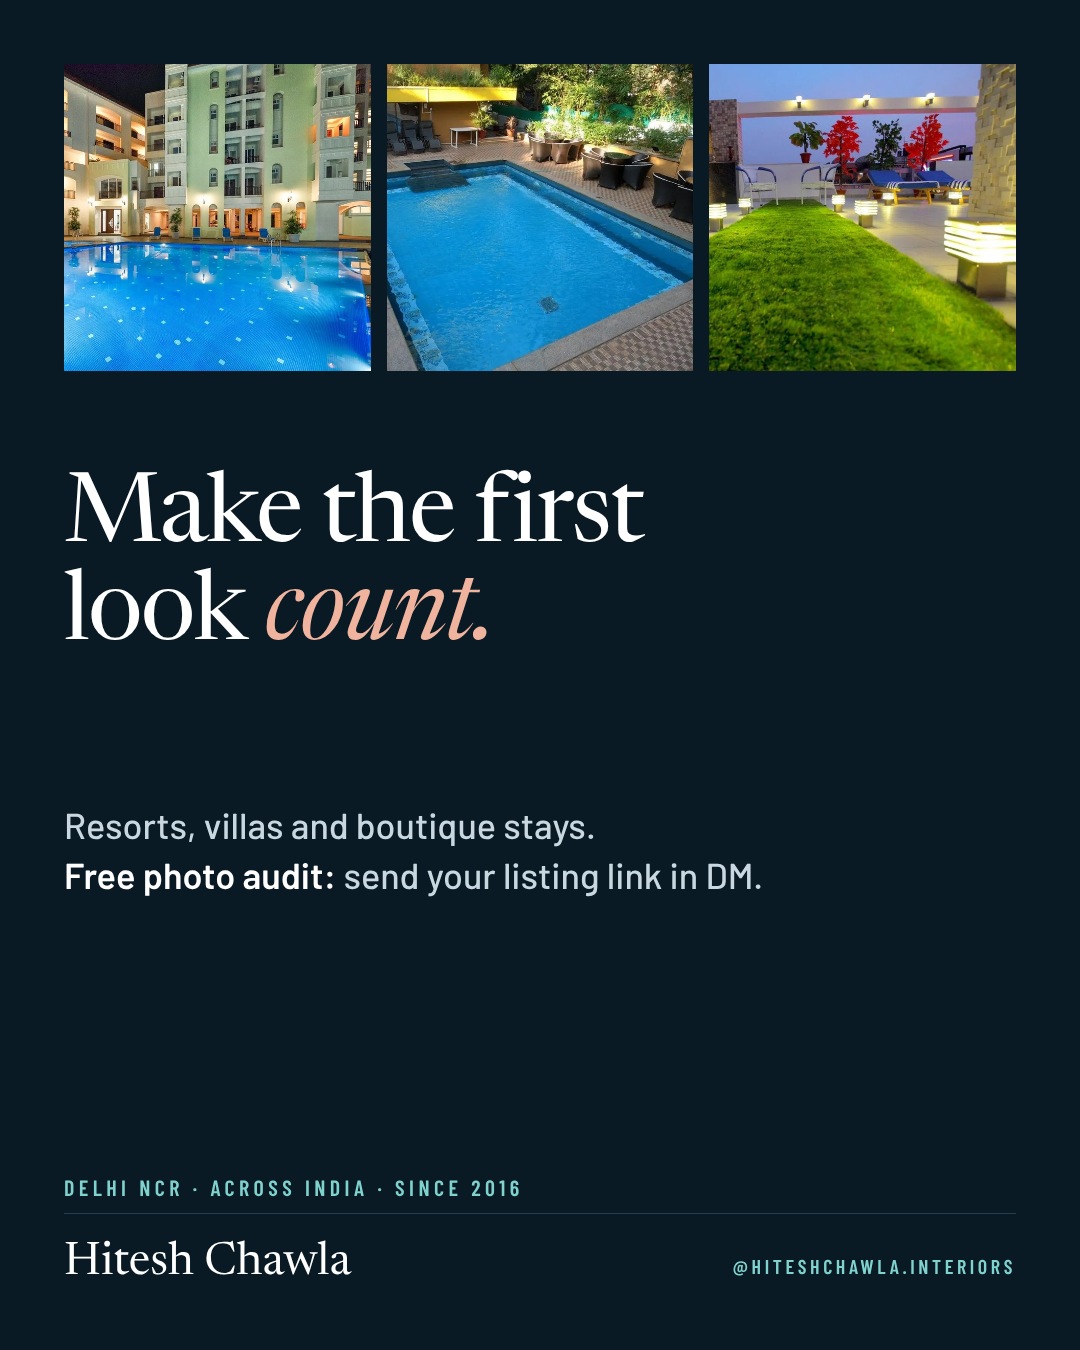 Make the first
look count.
Resorts, villas and boutique stays.
Free photo audit: send your listing link in DM.
DELHI NCR · ACROSS INDIA · SINCE 2016
Hitesh Chawla
@HITESHCHAWLA.INTERIORS